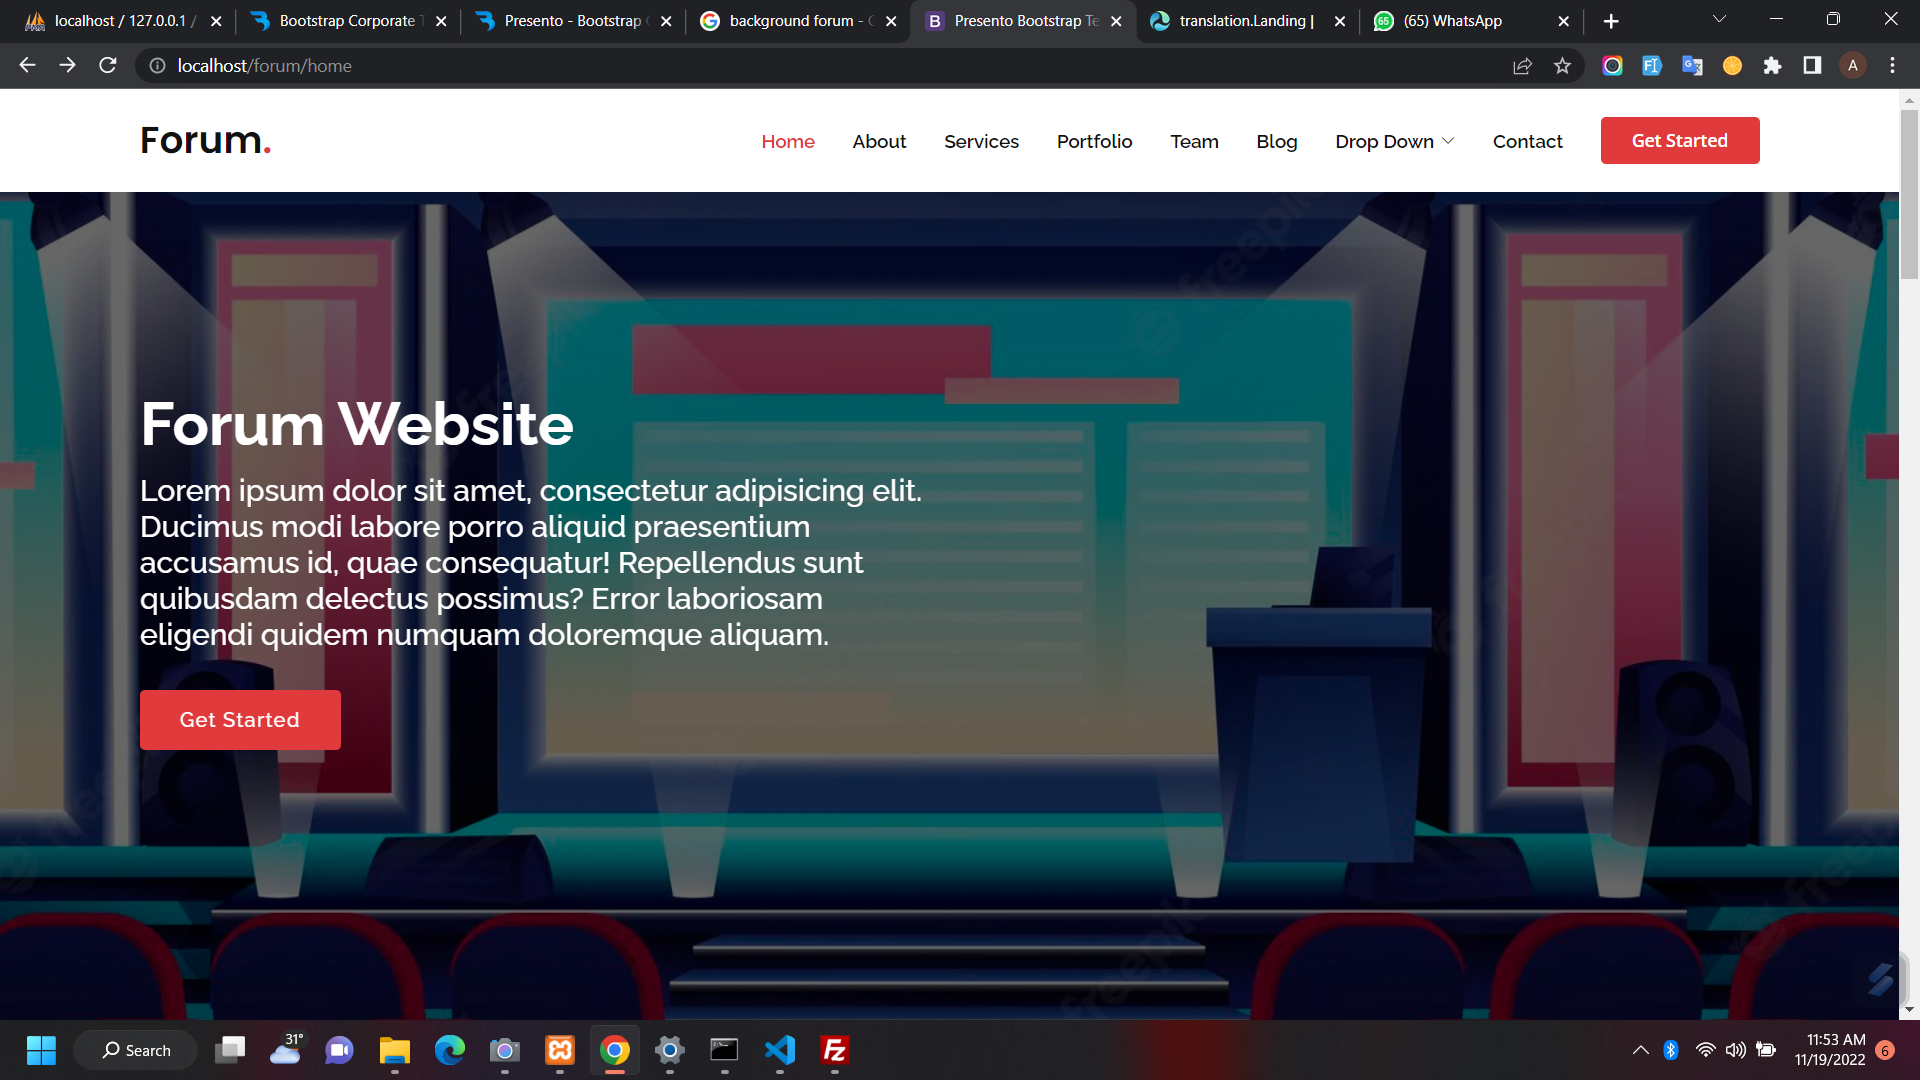 localhost / 127.0.0.1 /
Bootstrap Corporate T
Presento - Bootstrap
background forum -
Presento Bootstrap Te
translation.Landing |
65
(65) WhatsApp
localhost/forum/home
A
Forum.
Home
About
Services
Portfolio
Team
Blog
Drop Down
Contact
Get Started
Forum Website
Lorem ipsum dolor sit amet, consectetur adipisicing elit.
Ducimus modi labore porro aliquid praesentium
accusamus id, quae consequatur! Repellendus sunt
quibusdam delectus possimus? Error laboriosam
eligendi quidem numquam doloremque aliquam.
Get Started
freepik
Search
31°
11:53 AM
11/19/2022
6